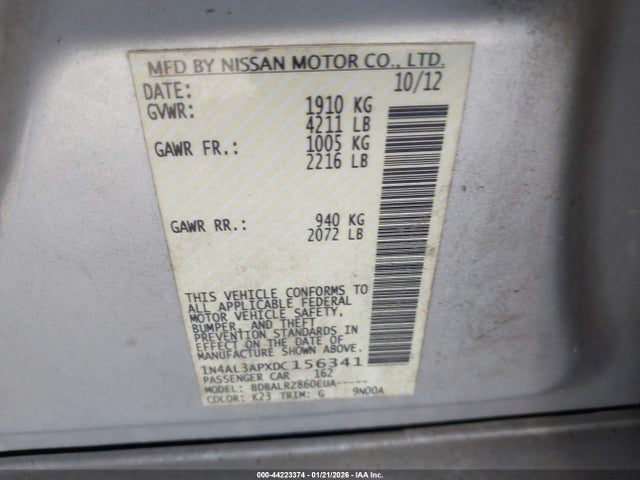 MFD BY NISSAN MOTOR CO., LTD.
DATE: 10/12
GVWR: 1910 KG
4211 LB
GAWR FR.: 1005 KG
2216 LB
GAWR RR.: 940 KG
2072 LB
THIS VEHICLE CONFORMS TO
ALL APPLICABLE FEDERAL
MOTOR VEHICLE SAFETY,
BUMPER, AND THEFT
PREVENTION STANDARDS IN
EFFECT ON THE DATE OF
MANUFACTURE SHOWN ABOVE.
1N4AL3APXDC156341
PASSENGER CAR 162
MODEL: BDBALRZ860EUA-----
COLOR: K23 TRIM: G 9N00A
000-44223374 | 01/21/2026 - IAA Inc.